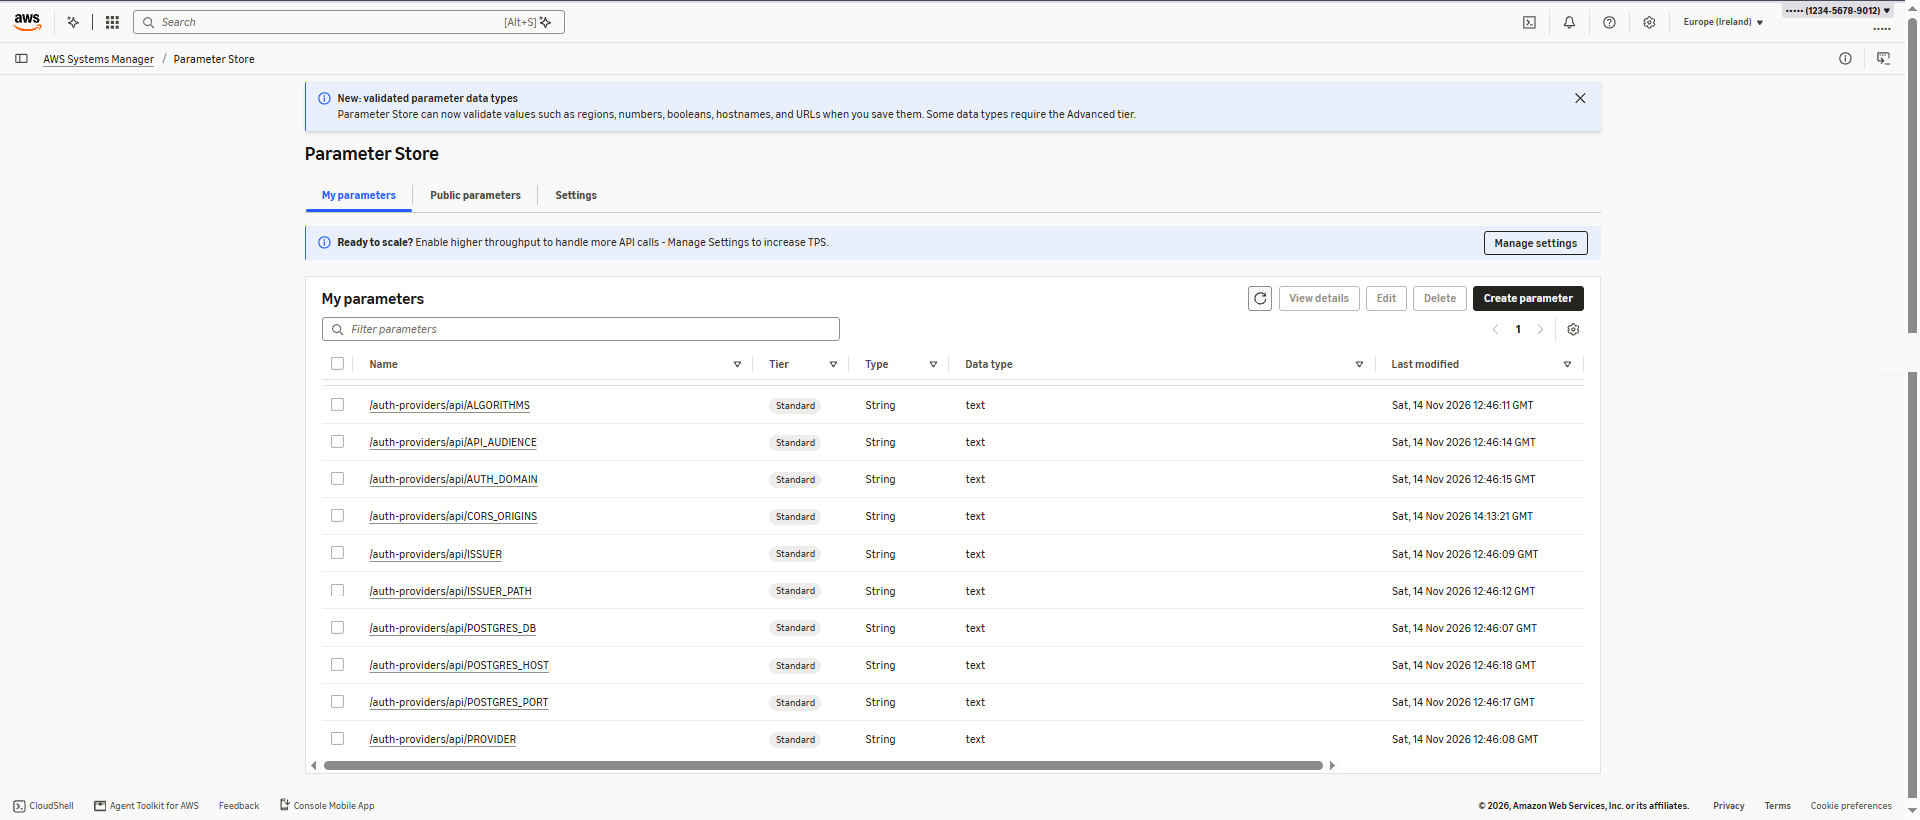 aws
Search [Alt+S]
Europe (Ireland)
••••• (1234-5678-9012)
•••••
AWS Systems Manager / Parameter Store
New: validated parameter data types
Parameter Store can now validate values such as regions, numbers, booleans, hostnames, and URLs when you save them. Some data types require the Advanced tier.
Parameter Store
My parameters Public parameters Settings
Ready to scale? Enable higher throughput to handle more API calls - Manage Settings to increase TPS. Manage settings
My parameters View details Edit Delete Create parameter
Filter parameters 1
Name Tier Type Data type Last modified
/auth-providers/api/ALGORITHMS Standard String text Sat, 14 Nov 2026 12:46:11 GMT
/auth-providers/api/API_AUDIENCE Standard String text Sat, 14 Nov 2026 12:46:14 GMT
/auth-providers/api/AUTH_DOMAIN Standard String text Sat, 14 Nov 2026 12:46:15 GMT
/auth-providers/api/CORS_ORIGINS Standard String text Sat, 14 Nov 2026 14:13:21 GMT
/auth-providers/api/ISSUER Standard String text Sat, 14 Nov 2026 12:46:09 GMT
/auth-providers/api/ISSUER_PATH Standard String text Sat, 14 Nov 2026 12:46:12 GMT
/auth-providers/api/POSTGRES_DB Standard String text Sat, 14 Nov 2026 12:46:07 GMT
/auth-providers/api/POSTGRES_HOST Standard String text Sat, 14 Nov 2026 12:46:18 GMT
/auth-providers/api/POSTGRES_PORT Standard String text Sat, 14 Nov 2026 12:46:17 GMT
/auth-providers/api/PROVIDER Standard String text Sat, 14 Nov 2026 12:46:08 GMT
CloudShell Agent Toolkit for AWS Feedback Console Mobile App © 2026, Amazon Web Services, Inc. or its affiliates. Privacy Terms Cookie preferences